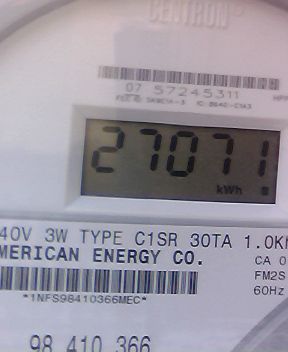 CENTRON®
07 57245311
27071
kWh
40V 3W TYPE C1SR 30TA 1.0K
MERICAN ENERGY CO.
CA 0
FM2S
60Hz
*1NFS98410366MEC*
98 410 366